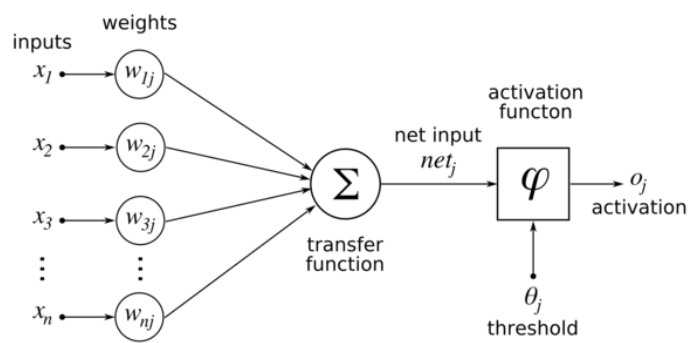 weights
inputs
x₁
w₁ⱼ
x₂
w₂ⱼ
x₃
w₃ⱼ
⋮ ⋮
xₙ
wₙⱼ
Σ
transfer
function
net input
netⱼ
activation
functon
φ
oⱼ
activation
θⱼ
threshold